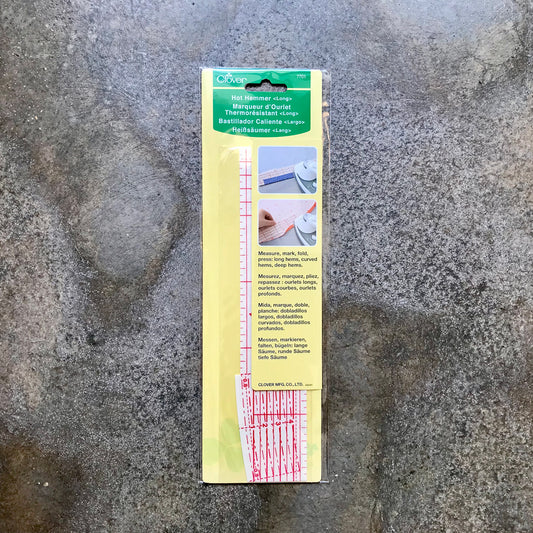 Clover
Hot Hemmer <Long>
Marqueur d'Ourlet
Thermorésistant <Long>
Bastillador Caliente <Largo>
Heißsäumer <Lang>
Measure, mark, fold,
press: long hems, curved
hems, deep hems.
Mesurez, marquez, pliez,
repassez : ourlets longs,
ourlets courbes, ourlets
profonds.
Mida, marque, doble,
planche: dobladillos
largos, dobladillos
curvados, dobladillos
profundos.
Messen, markieren,
falten, bügeln: lange
Säume, runde Säume
tiefe Säume
CLOVER MFG. CO., LTD.